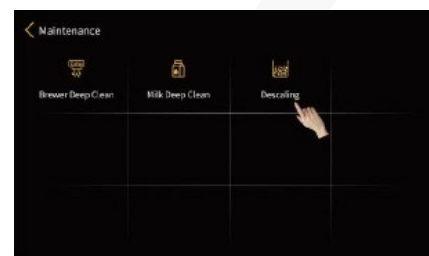 Maintenance
Brewer Deep Clean
Milk Deep Clean
Descaling